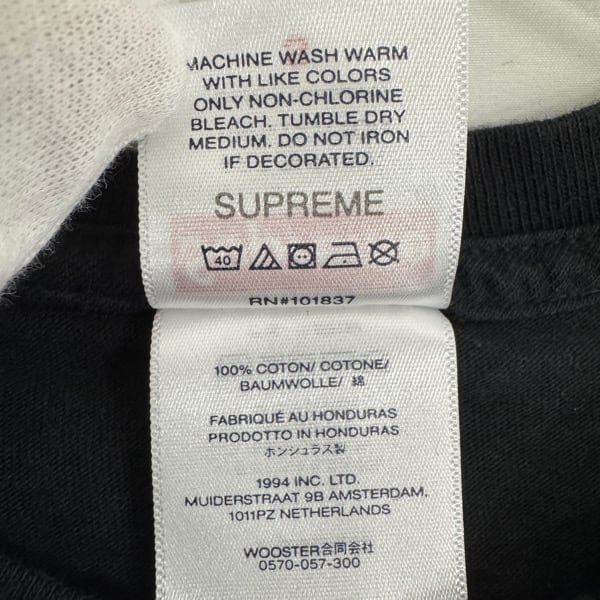 MACHINE WASH WARM
WITH LIKE COLORS
ONLY NON-CHLORINE
BLEACH. TUMBLE DRY
MEDIUM. DO NOT IRON
IF DECORATED.
SUPREME
40
RN#101837
100% COTON/ COTONE/
BAUMWOLLE/ 綿
FABRIQUÉ AU HONDURAS
PRODOTTO IN HONDURAS
ホンジュラス製
1994 INC. LTD.
MUIDERSTRAAT 9B AMSTERDAM,
1011PZ NETHERLANDS
WOOSTER合同会社
0570-057-300